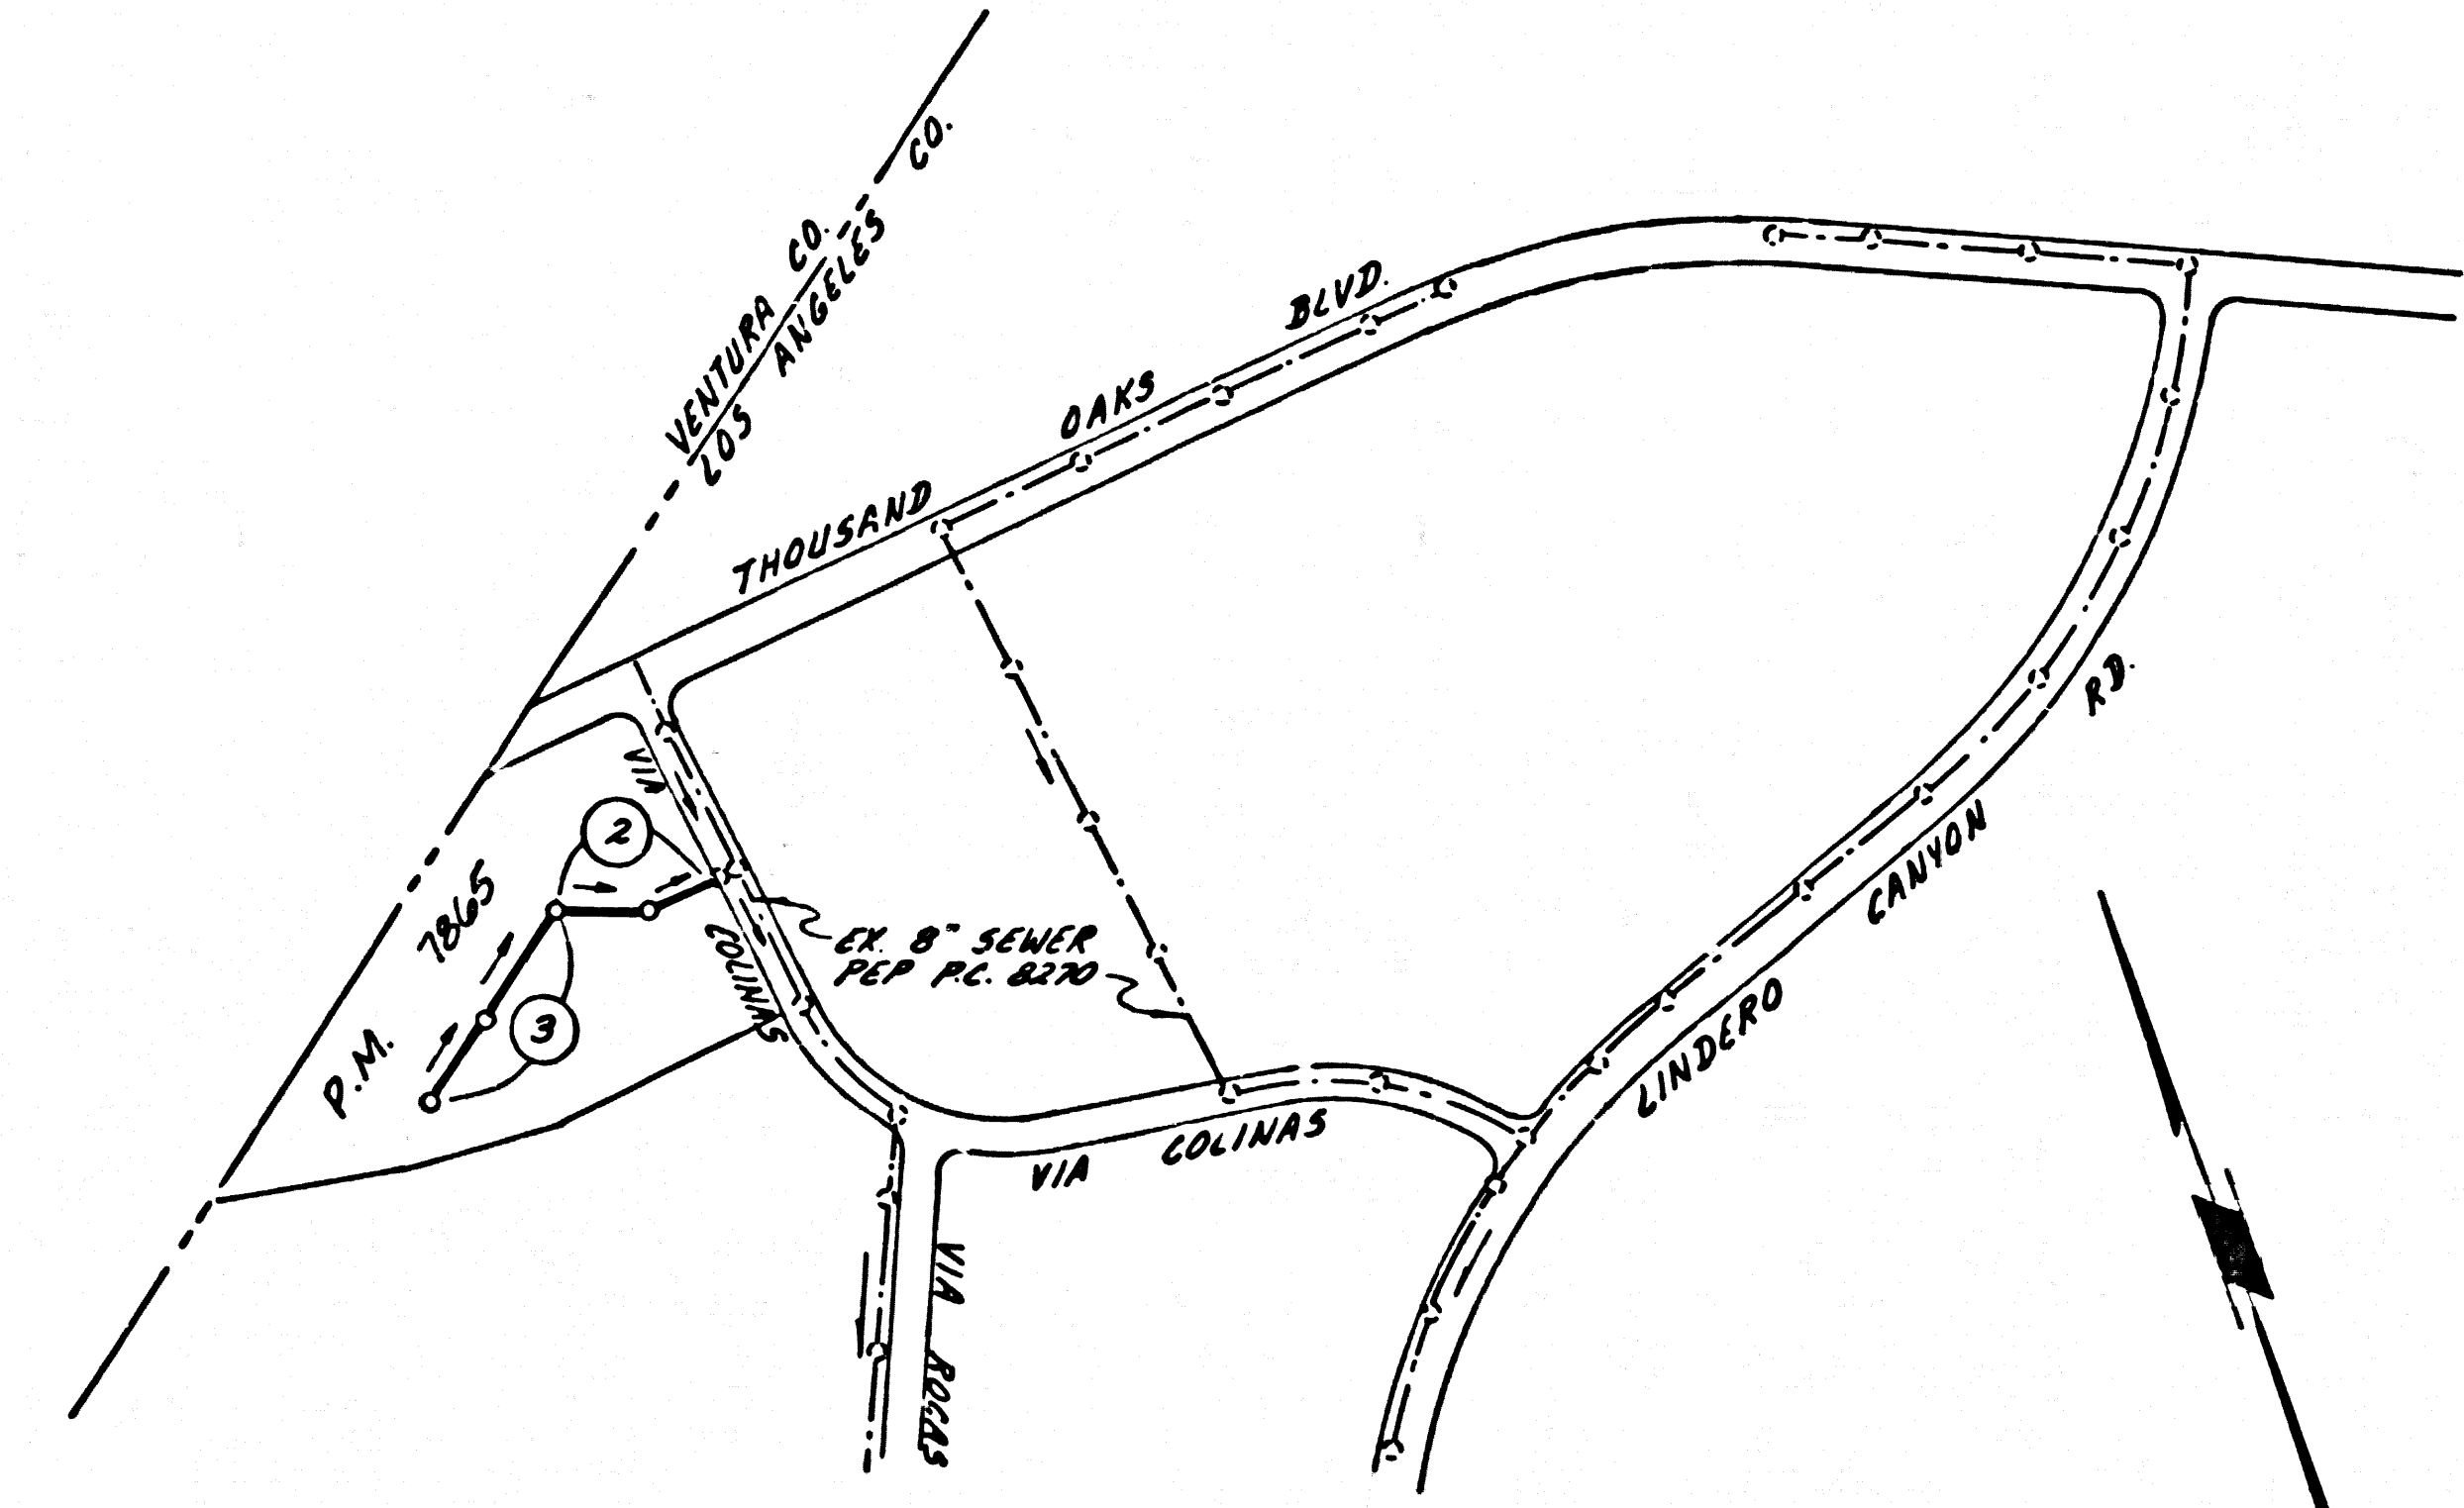 VENTURA CO.
LOS ANGELES CO.
THOUSAND OAKS BLVD.
VIA COLINAS
2
P.M. 7865
3
EX. 8" SEWER
PEP P.C. 8270
LINDERO CANYON RD.
VIA COLINAS
VIA ROCAS